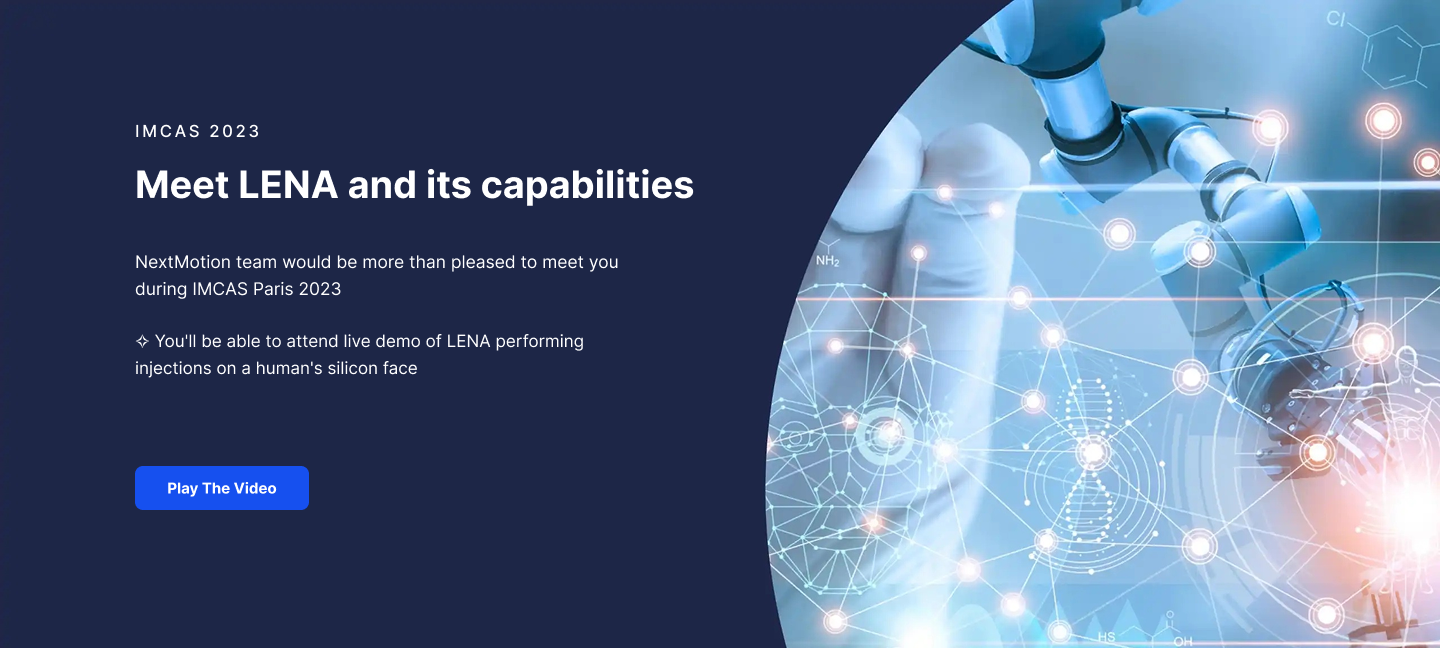 IMCAS 2023
Meet LENA and its capabilities
NextMotion team would be more than pleased to meet you
during IMCAS Paris 2023
✧ You'll be able to attend live demo of LENA performing
injections on a human's silicon face
Play The Video
Cl
NH₂
O
HS
OH